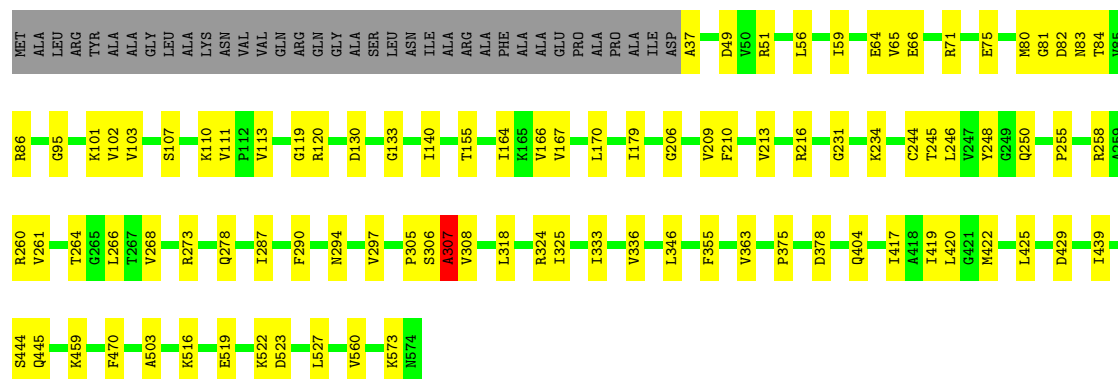 MET ALA LEU ARG TYR ALA ALA GLY LEU ALA LYS ASN VAL VAL GLN ARG GLN GLY ALA SER LEU ASN ILE ALA ARG ALA PHE ALA ALA GLU PRO ALA PRO ALA ILE ASP A37 D49 V50 R51 L56 I59 E64 V65 E66 R71 E75 M80 G81 D82 N83 T84 V85
R86 G95 K101 V102 V103 S107 K110 V111 P112 V113 G119 R120 D130 G133 I140 T155 I164 K165 V166 V167 L170 I179 G206 V209 F210 V213 R216 G231 K234 C244 T245 L246 V247 Y248 G249 Q250 P255 R258 A259
R260 V261 T264 G265 L266 T267 V268 R273 Q278 I287 F290 N294 V297 P305 S306 A307 V308 L318 R324 I325 I333 V336 L346 F355 V363 P375 D378 Q404 I417 A418 I419 L420 G421 M422 L425 D429 I439
S444 Q445 K459 F470 A503 K516 E519 K522 D523 L527 V560 K573 N574